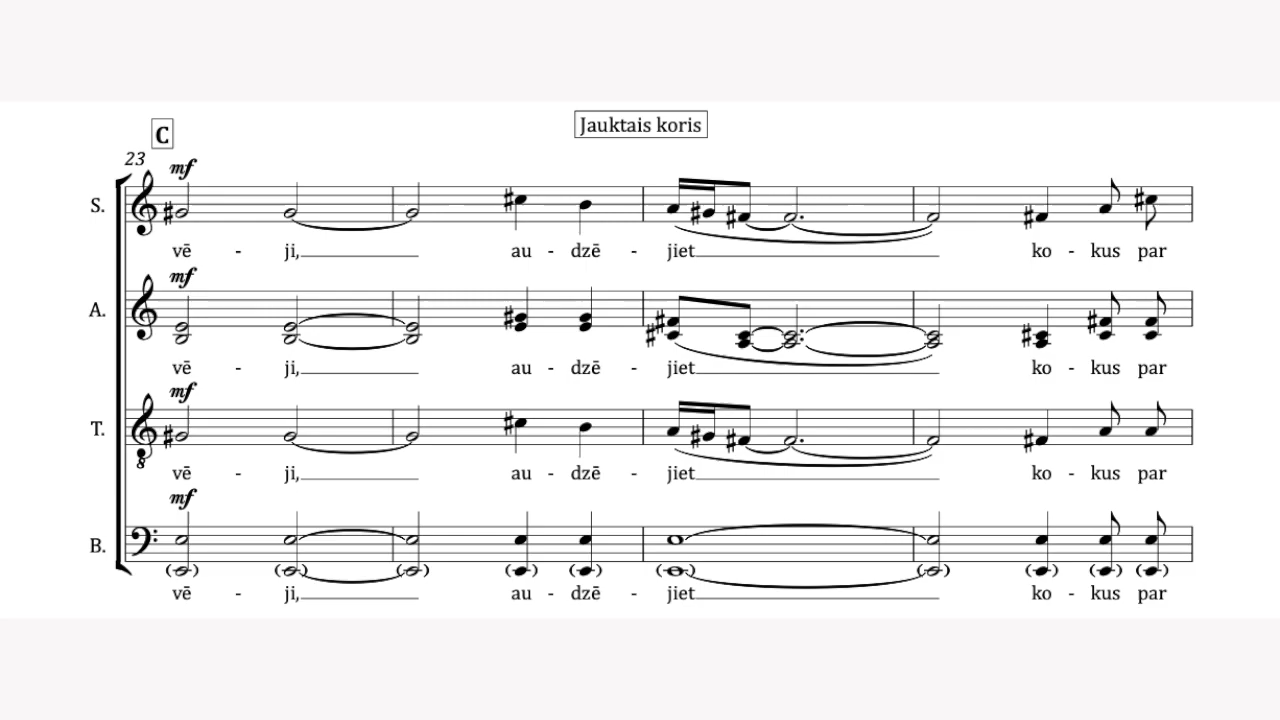 Jauktais koris
C
23
mf
S.
vē - ji, au - dzē - jiet ko - kus par
mf
A.
vē - ji, au - dzē - jiet ko - kus par
mf
T.
8
vē - ji, au - dzē - jiet ko - kus par
mf
B.
vē - ji, au - dzē - jiet ko - kus par